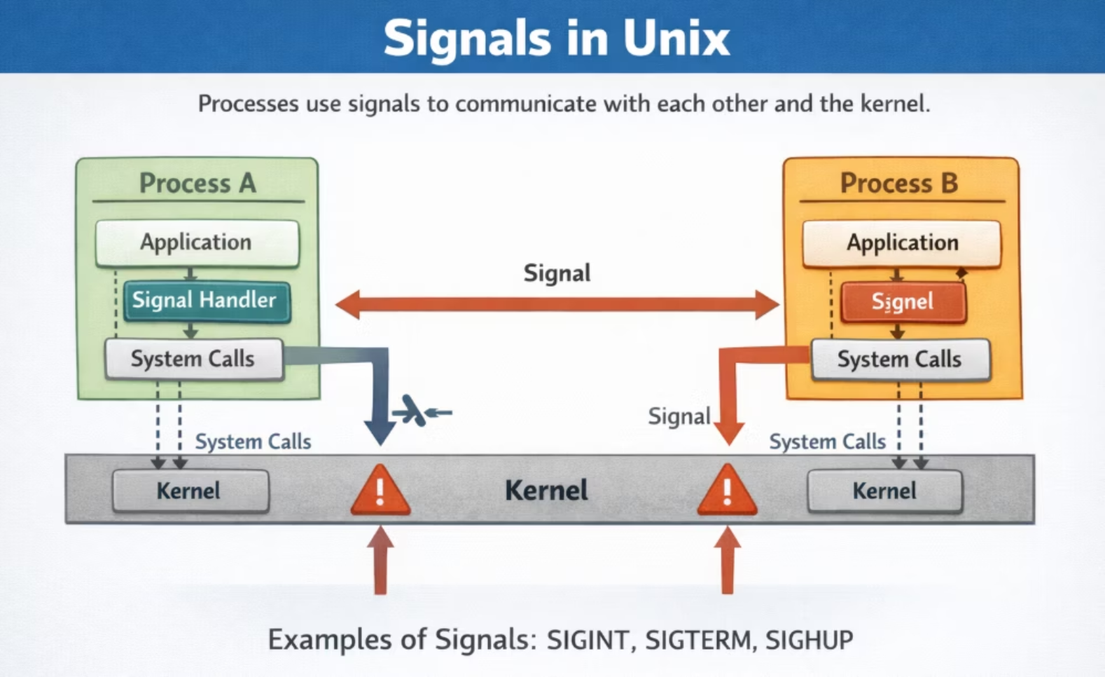 Signals in Unix
Processes use signals to communicate with each other and the kernel.
Process A
Application
Signal Handler
System Calls
System Calls
Kernel
Signal
Signal
Kernel
Process B
Application
Signel
System Calls
System Calls
Kernel
Examples of Signals: SIGINT, SIGTERM, SIGHUP